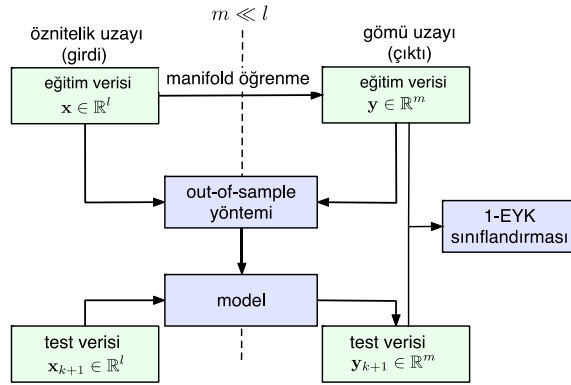 m ≪ l
öznitelik uzayı
(girdi)
gömü uzayı
(çıktı)
eğitim verisi
x ∈ ℝ^l
manifold öğrenme
eğitim verisi
y ∈ ℝ^m
out-of-sample
yöntemi
1-EYK
sınıflandırması
model
test verisi
x_{k+1} ∈ ℝ^l
test verisi
y_{k+1} ∈ ℝ^m